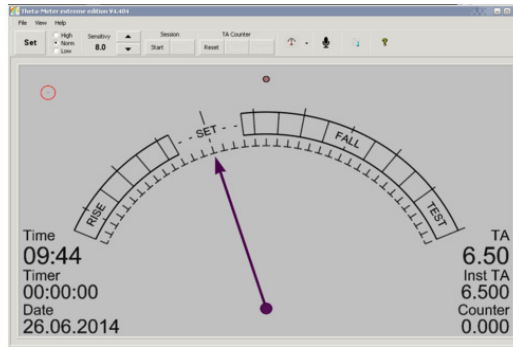 Theta-Meter extreme edition V4.404
File View Help
Set
High
Norm
Low
Sensitivy
8.0
Session
Start
TA Counter
Reset
RISE
SET
FALL
TEST
Time
09:44
Timer
00:00:00
Date
26.06.2014
TA
6.50
Inst TA
6.500
Counter
0.000